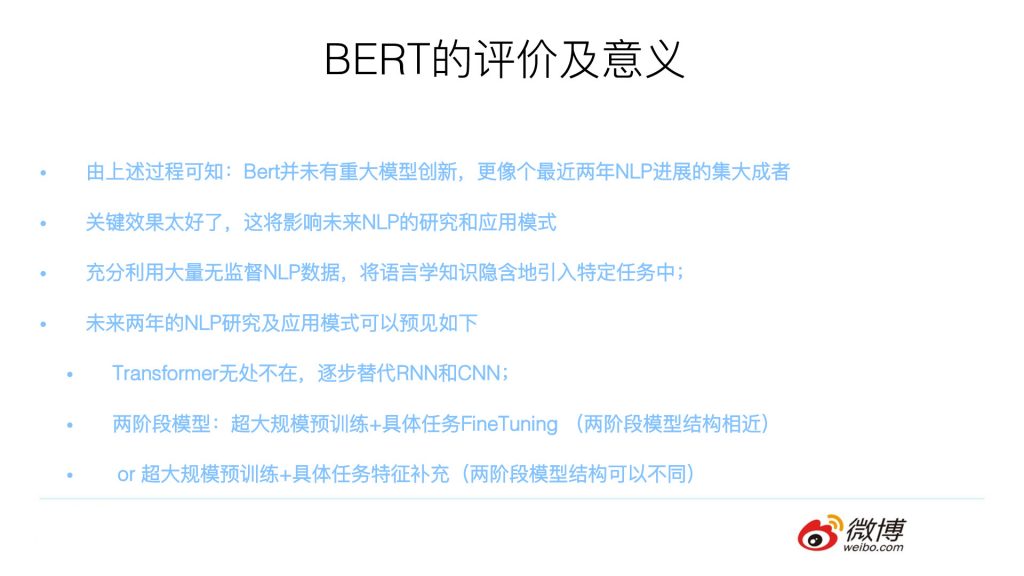 BERT的评价及意义
• 由上述过程可知：Bert并未有重大模型创新，更像个最近两年NLP进展的集大成者
• 关键效果太好了，这将影响未来NLP的研究和应用模式
• 充分利用大量无监督NLP数据，将语言学知识隐含地引入特定任务中；
• 未来两年的NLP研究及应用模式可以预见如下
• Transformer无处不在，逐步替代RNN和CNN；
• 两阶段模型：超大规模预训练+具体任务FineTuning （两阶段模型结构相近）
• or 超大规模预训练+具体任务特征补充（两阶段模型结构可以不同）
微博
weibo.com